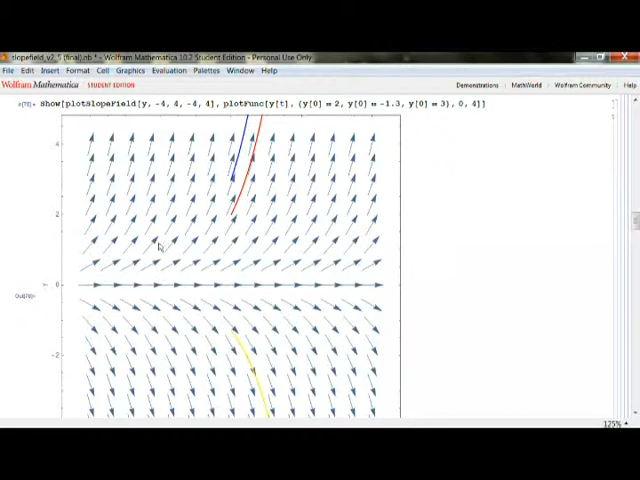 slopefield_v2_5 (final).nb * - Wolfram Mathematica 10.2 Student Edition - Personal Use Only
File Edit Insert Format Cell Graphics Evaluation Palettes Window Help
Wolfram Mathematica STUDENT EDITION Demonstrations | MathWorld | Wolfram Community | Help
Show[plotSlopeField[y, -4, 4, -4, 4], plotFunc[y[t], {y[0] = 2, y[0] = -1.3, y[0] = 3}, 0, 4]]
4
2
y 0
Out[70]=
-2
125%